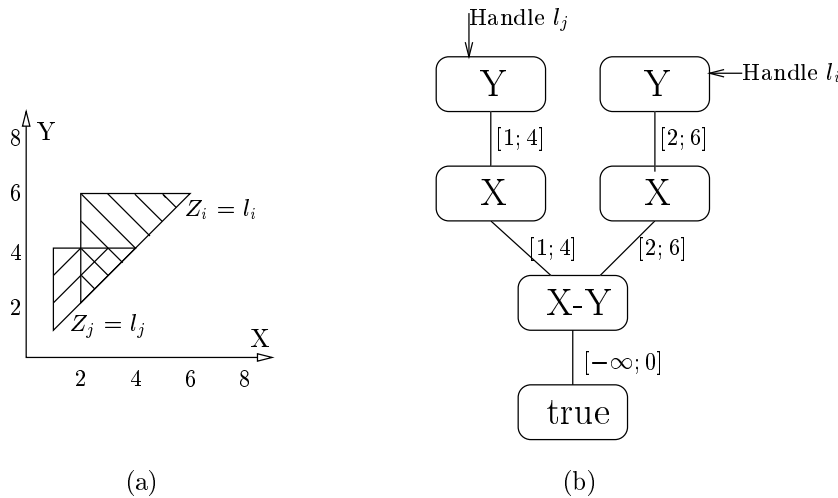 8
6
4
2
Y
Z_i = l_i
Z_j = l_j
X
2 4 6 8
(a)
Handle l_j
Y
Y
Handle l_i
[1; 4]
[2; 6]
X
X
[1; 4]
[2; 6]
X-Y
[−∞; 0]
true
(b)